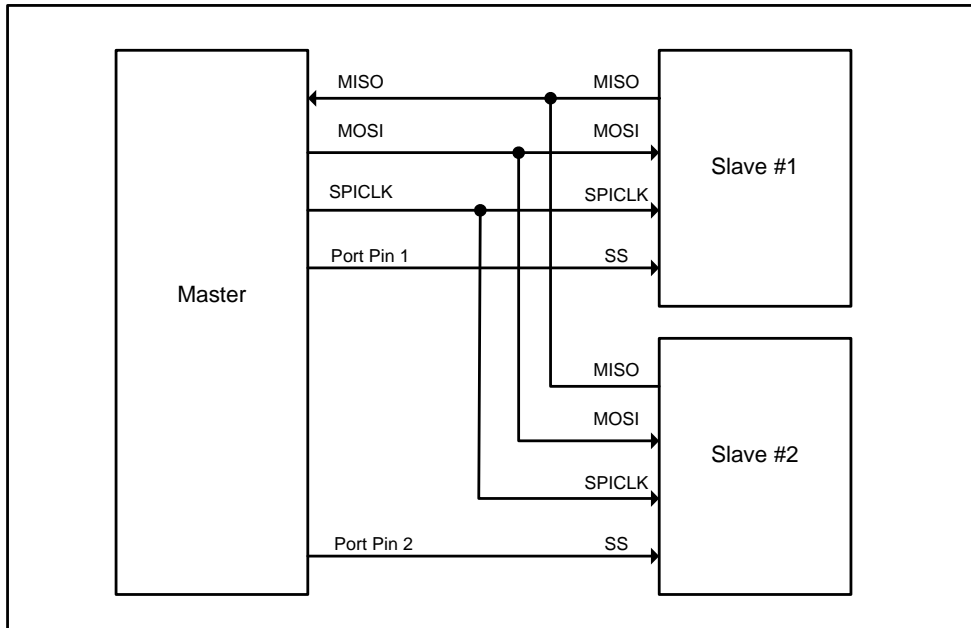 MISO MISO
MOSI MOSI
Slave #1
SPICLK SPICLK
Port Pin 1 SS
Master
MISO
MOSI
Slave #2
SPICLK
Port Pin 2 SS